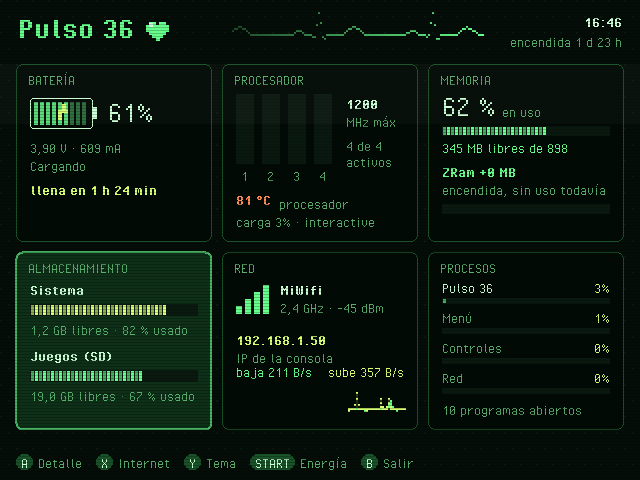 Pulso 36
16:46
encendida 1 d 23 h
BATERÍA
61%
3,90 V · 609 mA
Cargando
llena en 1 h 24 min
PROCESADOR
1200
MHz máx
4 de 4
activos
1 2 3 4
81 °C procesador
carga 3% · interactive
MEMORIA
62 % en uso
345 MB libres de 898
ZRam +0 MB
encendida, sin uso todavía
ALMACENAMIENTO
Sistema
1,2 GB libres · 82 % usado
Juegos (SD)
19,0 GB libres · 67 % usado
RED
MiWifi
2,4 GHz · -45 dBm
192.168.1.50
IP de la consola
baja 211 B/s sube 357 B/s
PROCESOS
Pulso 36 3%
Menú 1%
Controles 0%
Red 0%
10 programas abiertos
A Detalle X Internet Y Tema START Energía B Salir